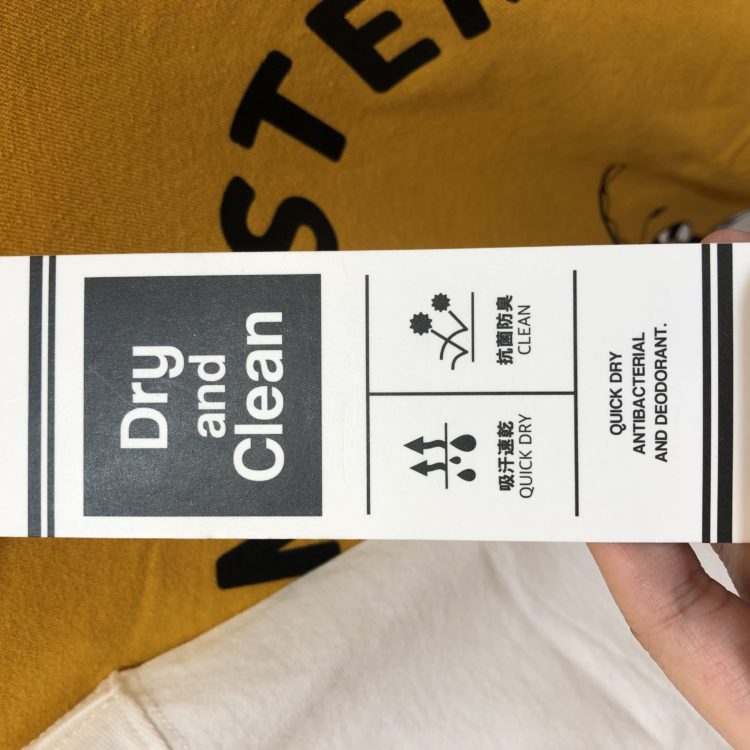 Dry
and
Clean
吸汗速乾
QUICK DRY
抗菌防臭
CLEAN
QUICK DRY
ANTIBACTERIAL
AND DEODORANT.
STE